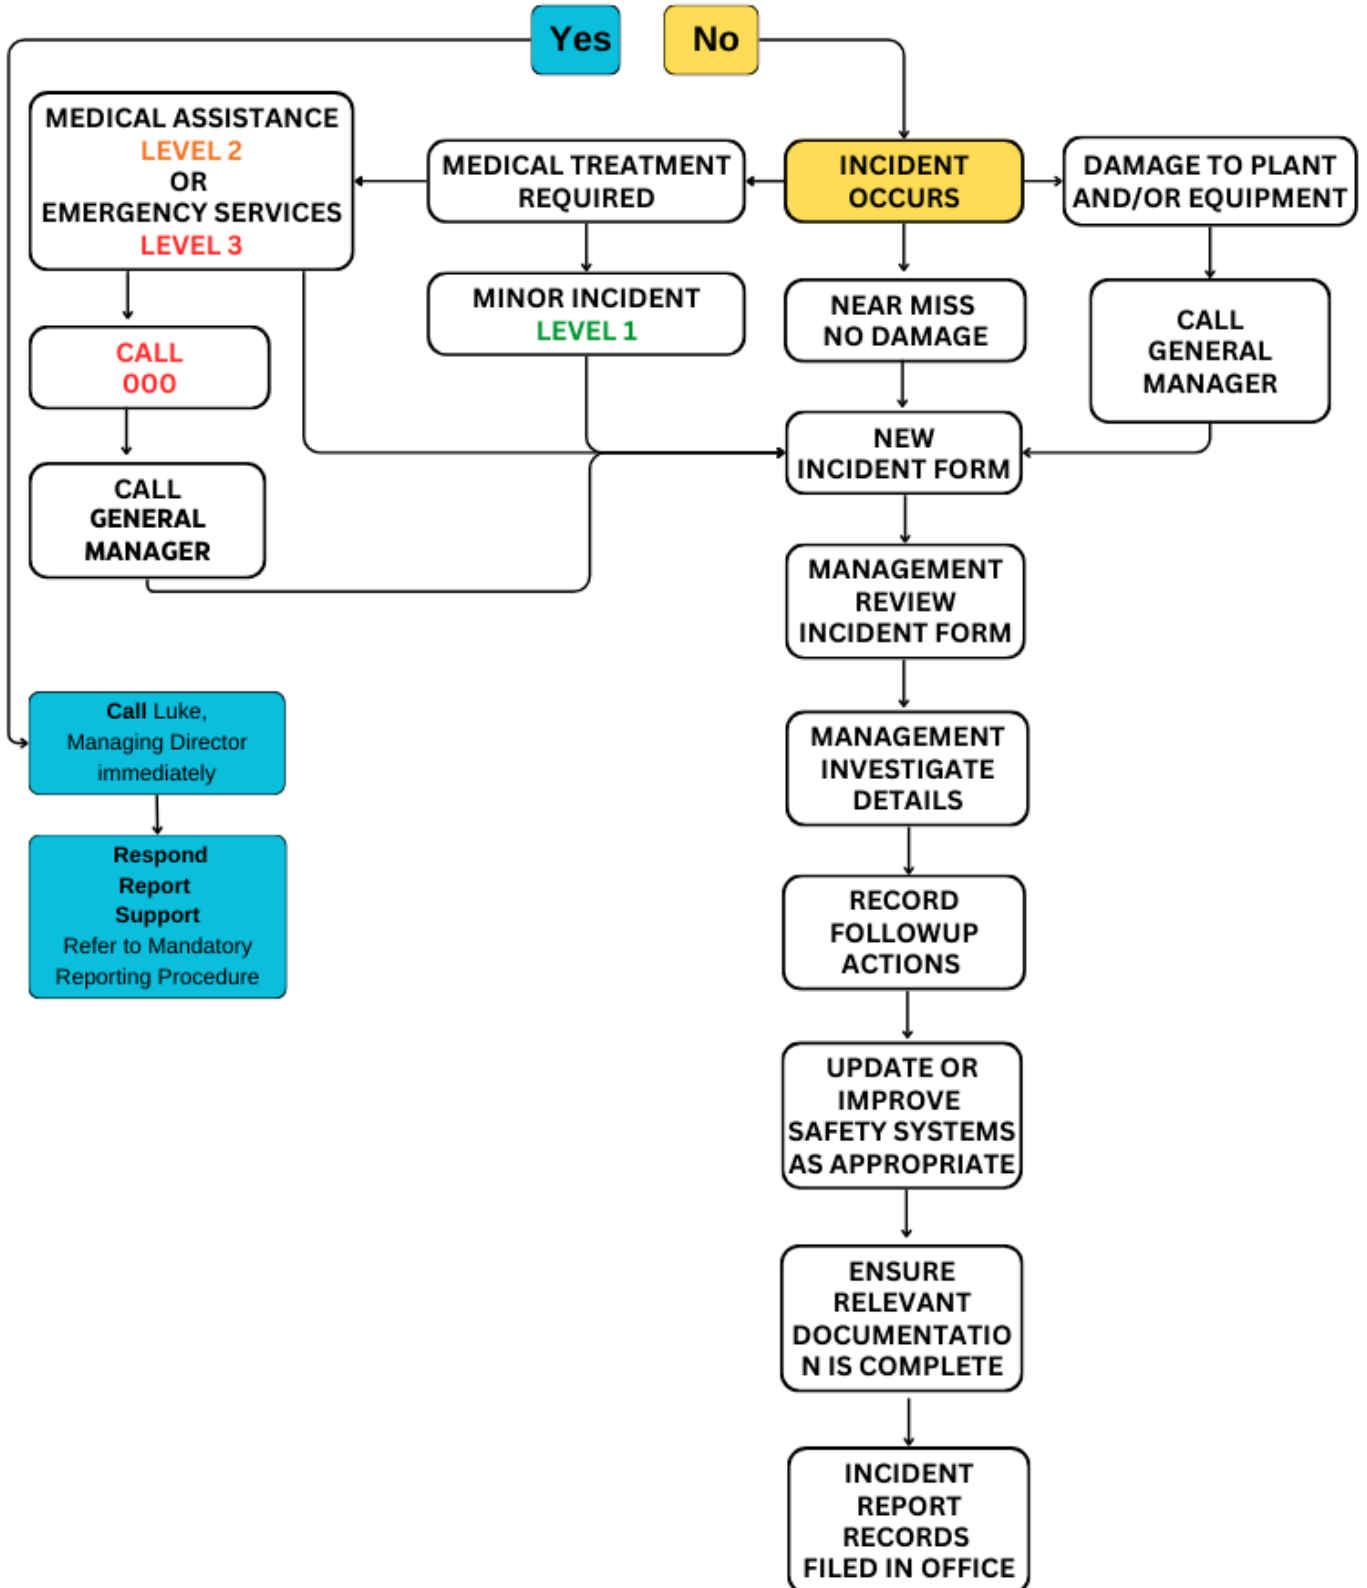 Yes
No
MEDICAL ASSISTANCE
LEVEL 2
OR
EMERGENCY SERVICES
LEVEL 3
MEDICAL TREATMENT
REQUIRED
INCIDENT
OCCURS
DAMAGE TO PLANT
AND/OR EQUIPMENT
MINOR INCIDENT
LEVEL 1
NEAR MISS
NO DAMAGE
CALL
GENERAL
MANAGER
CALL
000
NEW
INCIDENT FORM
CALL
GENERAL
MANAGER
MANAGEMENT
REVIEW
INCIDENT FORM
Call Luke,
Managing Director
immediately
MANAGEMENT
INVESTIGATE
DETAILS
Respond
Report
Support
Refer to Mandatory
Reporting Procedure
RECORD
FOLLOWUP
ACTIONS
UPDATE OR
IMPROVE
SAFETY SYSTEMS
AS APPROPRIATE
ENSURE
RELEVANT
DOCUMENTATIO
N IS COMPLETE
INCIDENT
REPORT
RECORDS
FILED IN OFFICE